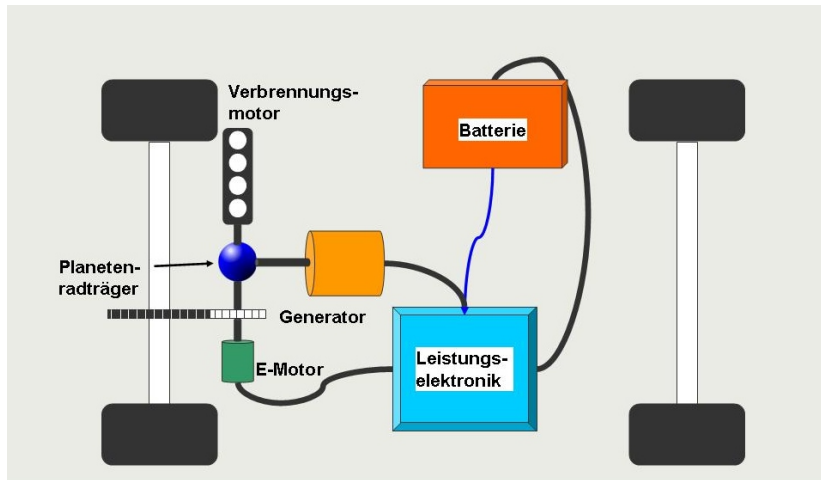 Verbrennungs-
motor
Batterie
Planeten-
radträger
Generator
E-Motor
Leistungs-
elektronik